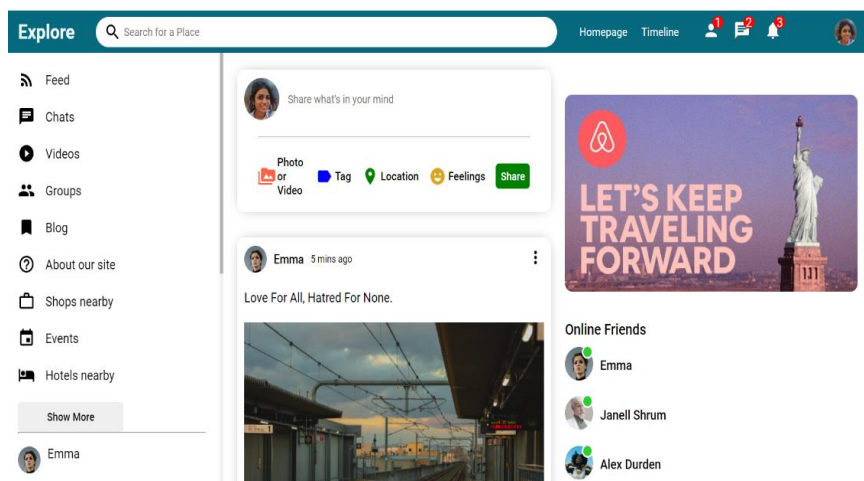 Explore
Search for a Place
Homepage
Timeline
1
2
3
Feed
Chats
Videos
Groups
Blog
About our site
Shops nearby
Events
Hotels nearby
Show More
Emma
Share what's in your mind
Photo
or
Video
Tag
Location
Feelings
Share
Emma 5 mins ago
Love For All, Hatred For None.
1
LET'S KEEP
TRAVELING
FORWARD
Online Friends
Emma
Janell Shrum
Alex Durden